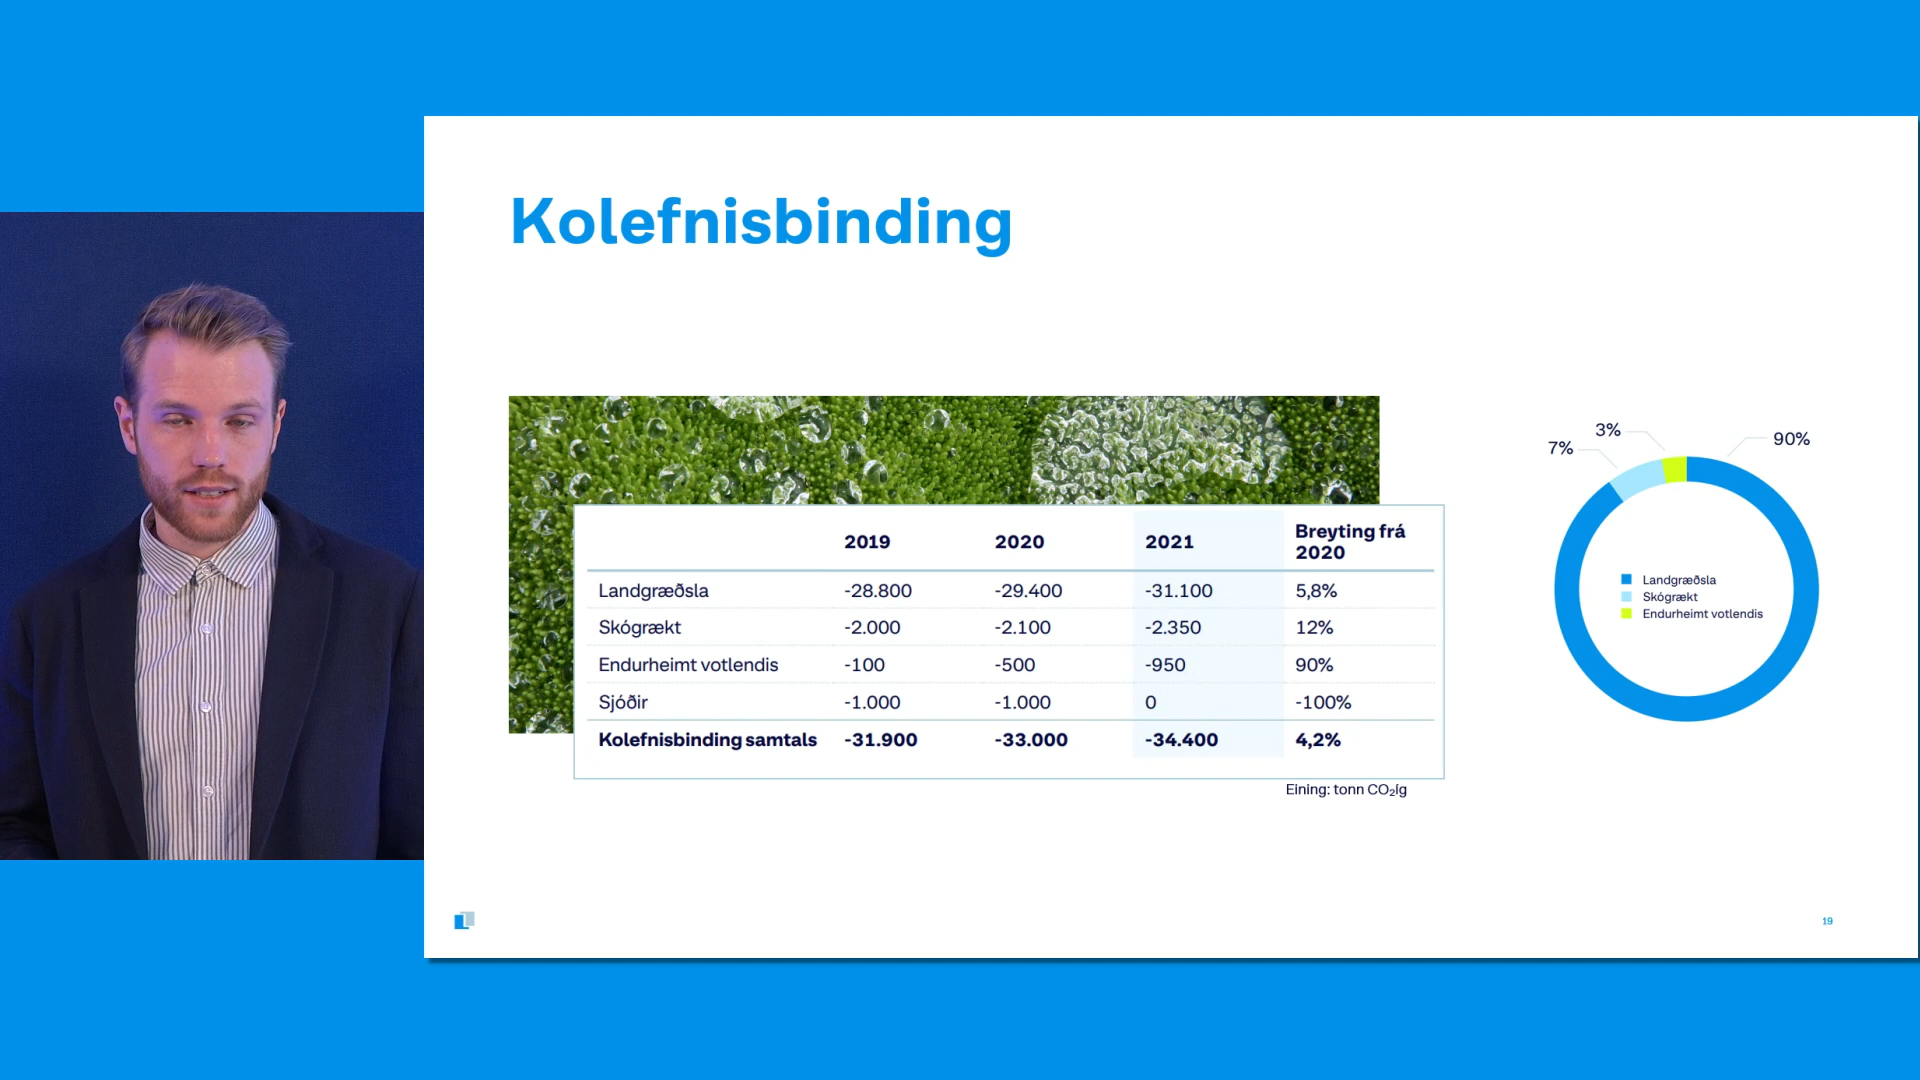 Kolefnisbinding
2019 2020 2021 Breyting frá 2020
Landgræðsla -28.800 -29.400 -31.100 5,8%
Skógrækt -2.000 -2.100 -2.350 12%
Endurheimt votlendis -100 -500 -950 90%
Sjóðir -1.000 -1.000 0 -100%
Kolefnisbinding samtals -31.900 -33.000 -34.400 4,2%
Eining: tonn CO₂íg
7%
3%
90%
Landgræðsla
Skógrækt
Endurheimt votlendis
19